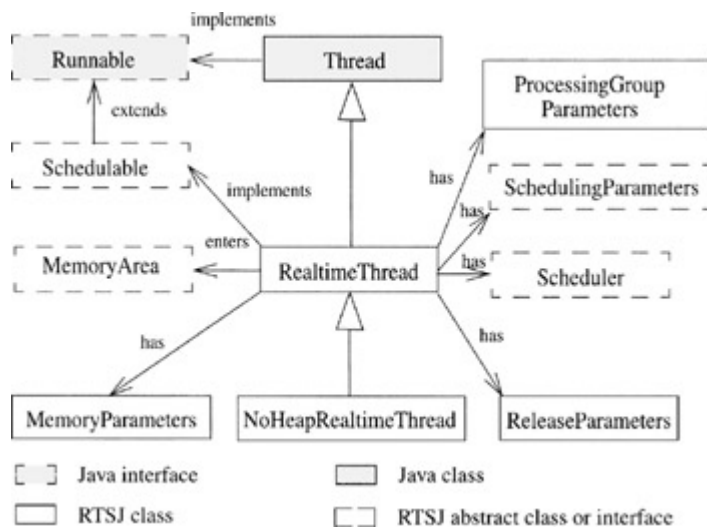 implements
Runnable
Thread
ProcessingGroup
Parameters
extends
Schedulable
implements
has
SchedulingParameters
has
enters
MemoryArea
RealtimeThread
has
Scheduler
has
has
MemoryParameters
NoHeapRealtimeThread
ReleaseParameters
Java interface
Java class
RTSJ class
RTSJ abstract class or interface